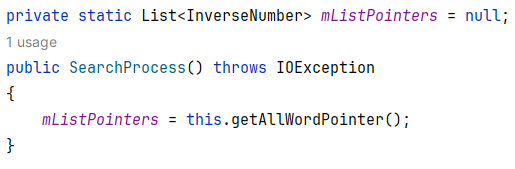 private static List<InverseNumber> mListPointers = null;
1 usage
public SearchProcess() throws IOException
{
    mListPointers = this.getAllWordPointer();
}